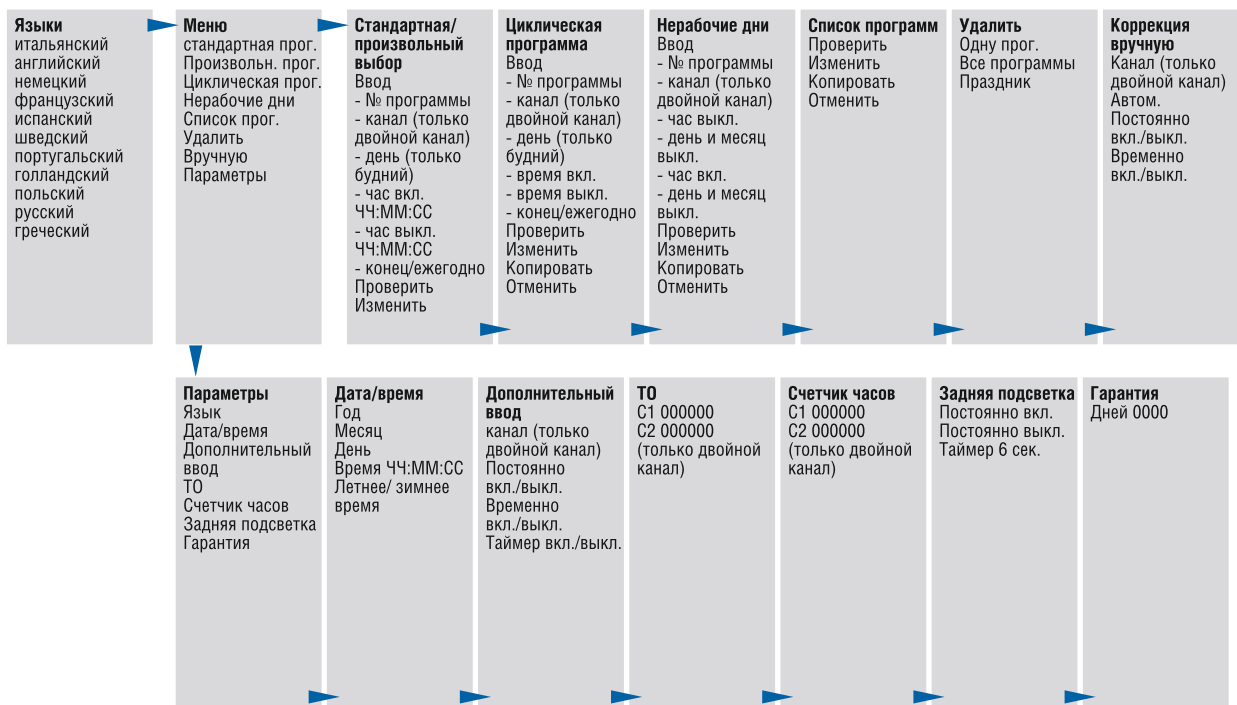 Языки
итальянский
английский
немецкий
французский
испанский
шведский
португальский
голландский
польский
русский
греческий
Меню
стандартная прог.
Произвольн. прог.
Циклическая прог.
Нерабочие дни
Список прог.
Удалить
Вручную
Параметры
Стандартная/
произвольный
выбор
Ввод
- № программы
- канал (только
двойной канал)
- день (только
будний)
- час вкл.
ЧЧ:ММ:СС
- час выкл.
ЧЧ:ММ:СС
- конец/ежегодно
Проверить
Изменить
Циклическая
программа
Ввод
- № программы
- канал (только
двойной канал)
- день (только
будний)
- время вкл.
- время выкл.
- конец/ежегодно
Проверить
Изменить
Копировать
Отменить
Нерабочие дни
Ввод
- № программы
- канал (только
двойной канал)
- час выкл.
- день и месяц
выкл.
- час вкл.
- день и месяц
выкл.
Проверить
Изменить
Копировать
Отменить
Список программ
Проверить
Изменить
Копировать
Отменить
Удалить
Одну прог.
Все программы
Праздник
Коррекция
вручную
Канал (только
двойной канал)
Автом.
Постоянно
вкл./выкл.
Временно
вкл./выкл.
Параметры
Язык
Дата/время
Дополнительный
ввод
ТО
Счетчик часов
Задняя подсветка
Гарантия
Дата/время
Год
Месяц
День
Время ЧЧ:ММ:СС
Летнее/ зимнее
время
Дополнительный
ввод
канал (только
двойной канал)
Постоянно
вкл./выкл.
Временно
вкл./выкл.
Таймер вкл./выкл.
ТО
С1 000000
С2 000000
(только двойной
канал)
Счетчик часов
С1 000000
С2 000000
(только двойной
канал)
Задняя подсветка
Постоянно вкл.
Постоянно выкл.
Таймер 6 сек.
Гарантия
Дней 0000